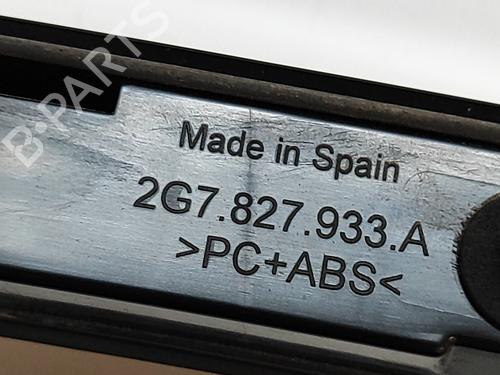 B-PARTS
Made in Spain
2G7.827.933.A
>PC+ABS<